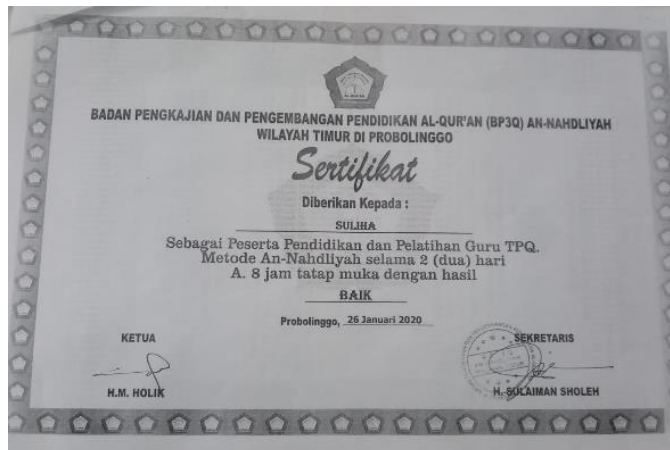 BADAN PENGKAJIAN DAN PENGEMBANGAN PENDIDIKAN AL-QUR'AN (BP3Q) AN-NAHDLIYAH
WILAYAH TIMUR DI PROBOLINGGO
Sertifikat
Diberikan Kepada :
SULIHA
Sebagai Peserta Pendidikan dan Pelatihan Guru TPQ.
Metode An-Nahdliyah selama 2 (dua) hari
A. 8 jam tatap muka dengan hasil
BAIK
Probolinggo, 26 Januari 2020
KETUA
SEKRETARIS
H.M. HOLIK
H. SULAIMAN SHOLEH